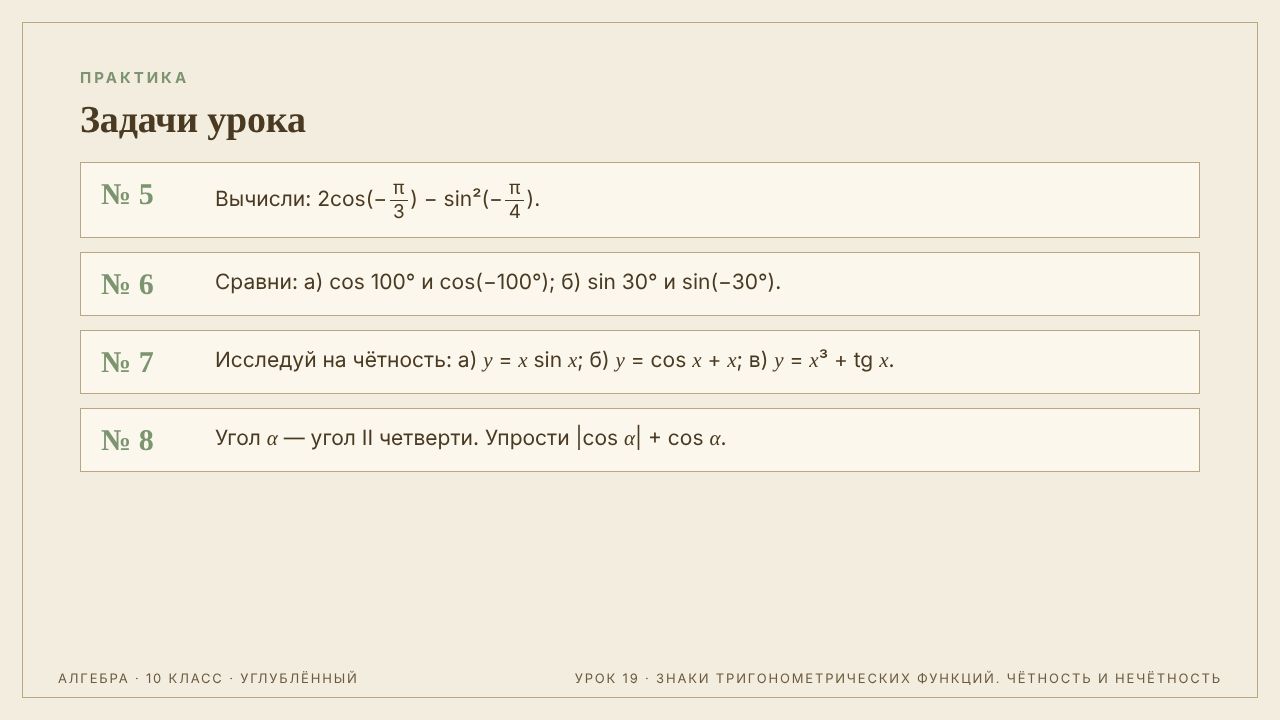 ПРАКТИКА
Задачи урока
№ 5 Вычисли: 2cos(−π/3) − sin²(−π/4).
№ 6 Сравни: а) cos 100° и cos(−100°); б) sin 30° и sin(−30°).
№ 7 Исследуй на чётность: а) y = x sin x; б) y = cos x + x; в) y = x³ + tg x.
№ 8 Угол α — угол II четверти. Упрости |cos α| + cos α.
АЛГЕБРА · 10 КЛАСС · УГЛУБЛЁННЫЙ
УРОК 19 · ЗНАКИ ТРИГОНОМЕТРИЧЕСКИХ ФУНКЦИЙ. ЧЁТНОСТЬ И НЕЧЁТНОСТЬ